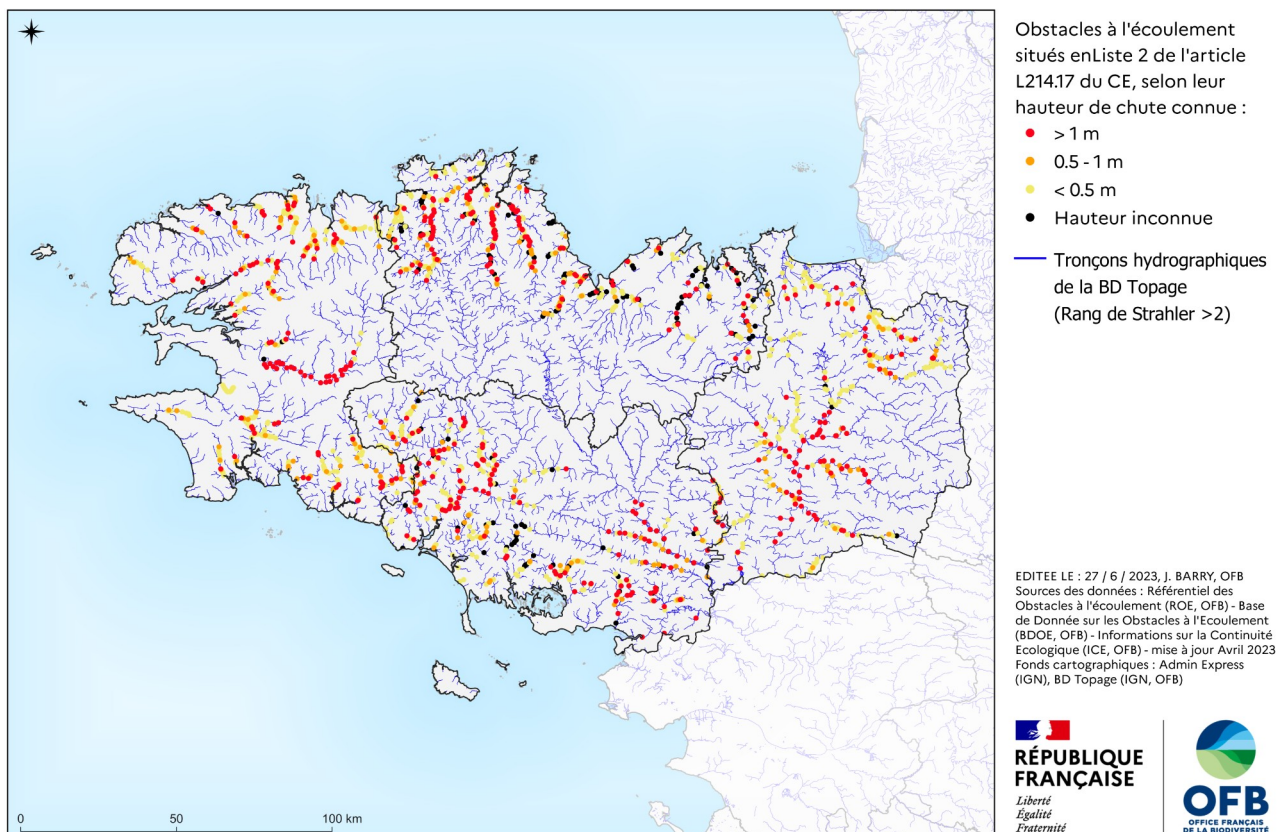 Obstacles à l'écoulement
situés enListe 2 de l'article
L214.17 du CE, selon leur
hauteur de chute connue :
> 1 m
0.5 - 1 m
< 0.5 m
Hauteur inconnue
Tronçons hydrographiques
de la BD Topage
(Rang de Strahler >2)
EDITEE LE : 27 / 6 / 2023, J. BARRY, OFB
Sources des données : Référentiel des
Obstacles à l'écoulement (ROE, OFB) - Base
de Donnée sur les Obstacles à l'Ecoulement
(BDOE, OFB) - Informations sur la Continuité
Ecologique (ICE, OFB) - mise à jour Avril 2023
Fonds cartographiques : Admin Express
(IGN), BD Topage (IGN, OFB)
RÉPUBLIQUE
FRANÇAISE
Liberté
Égalité
Fraternité
OFB
OFFICE FRANÇAIS
DE LA BIODIVERSITÉ
0 50 100 km